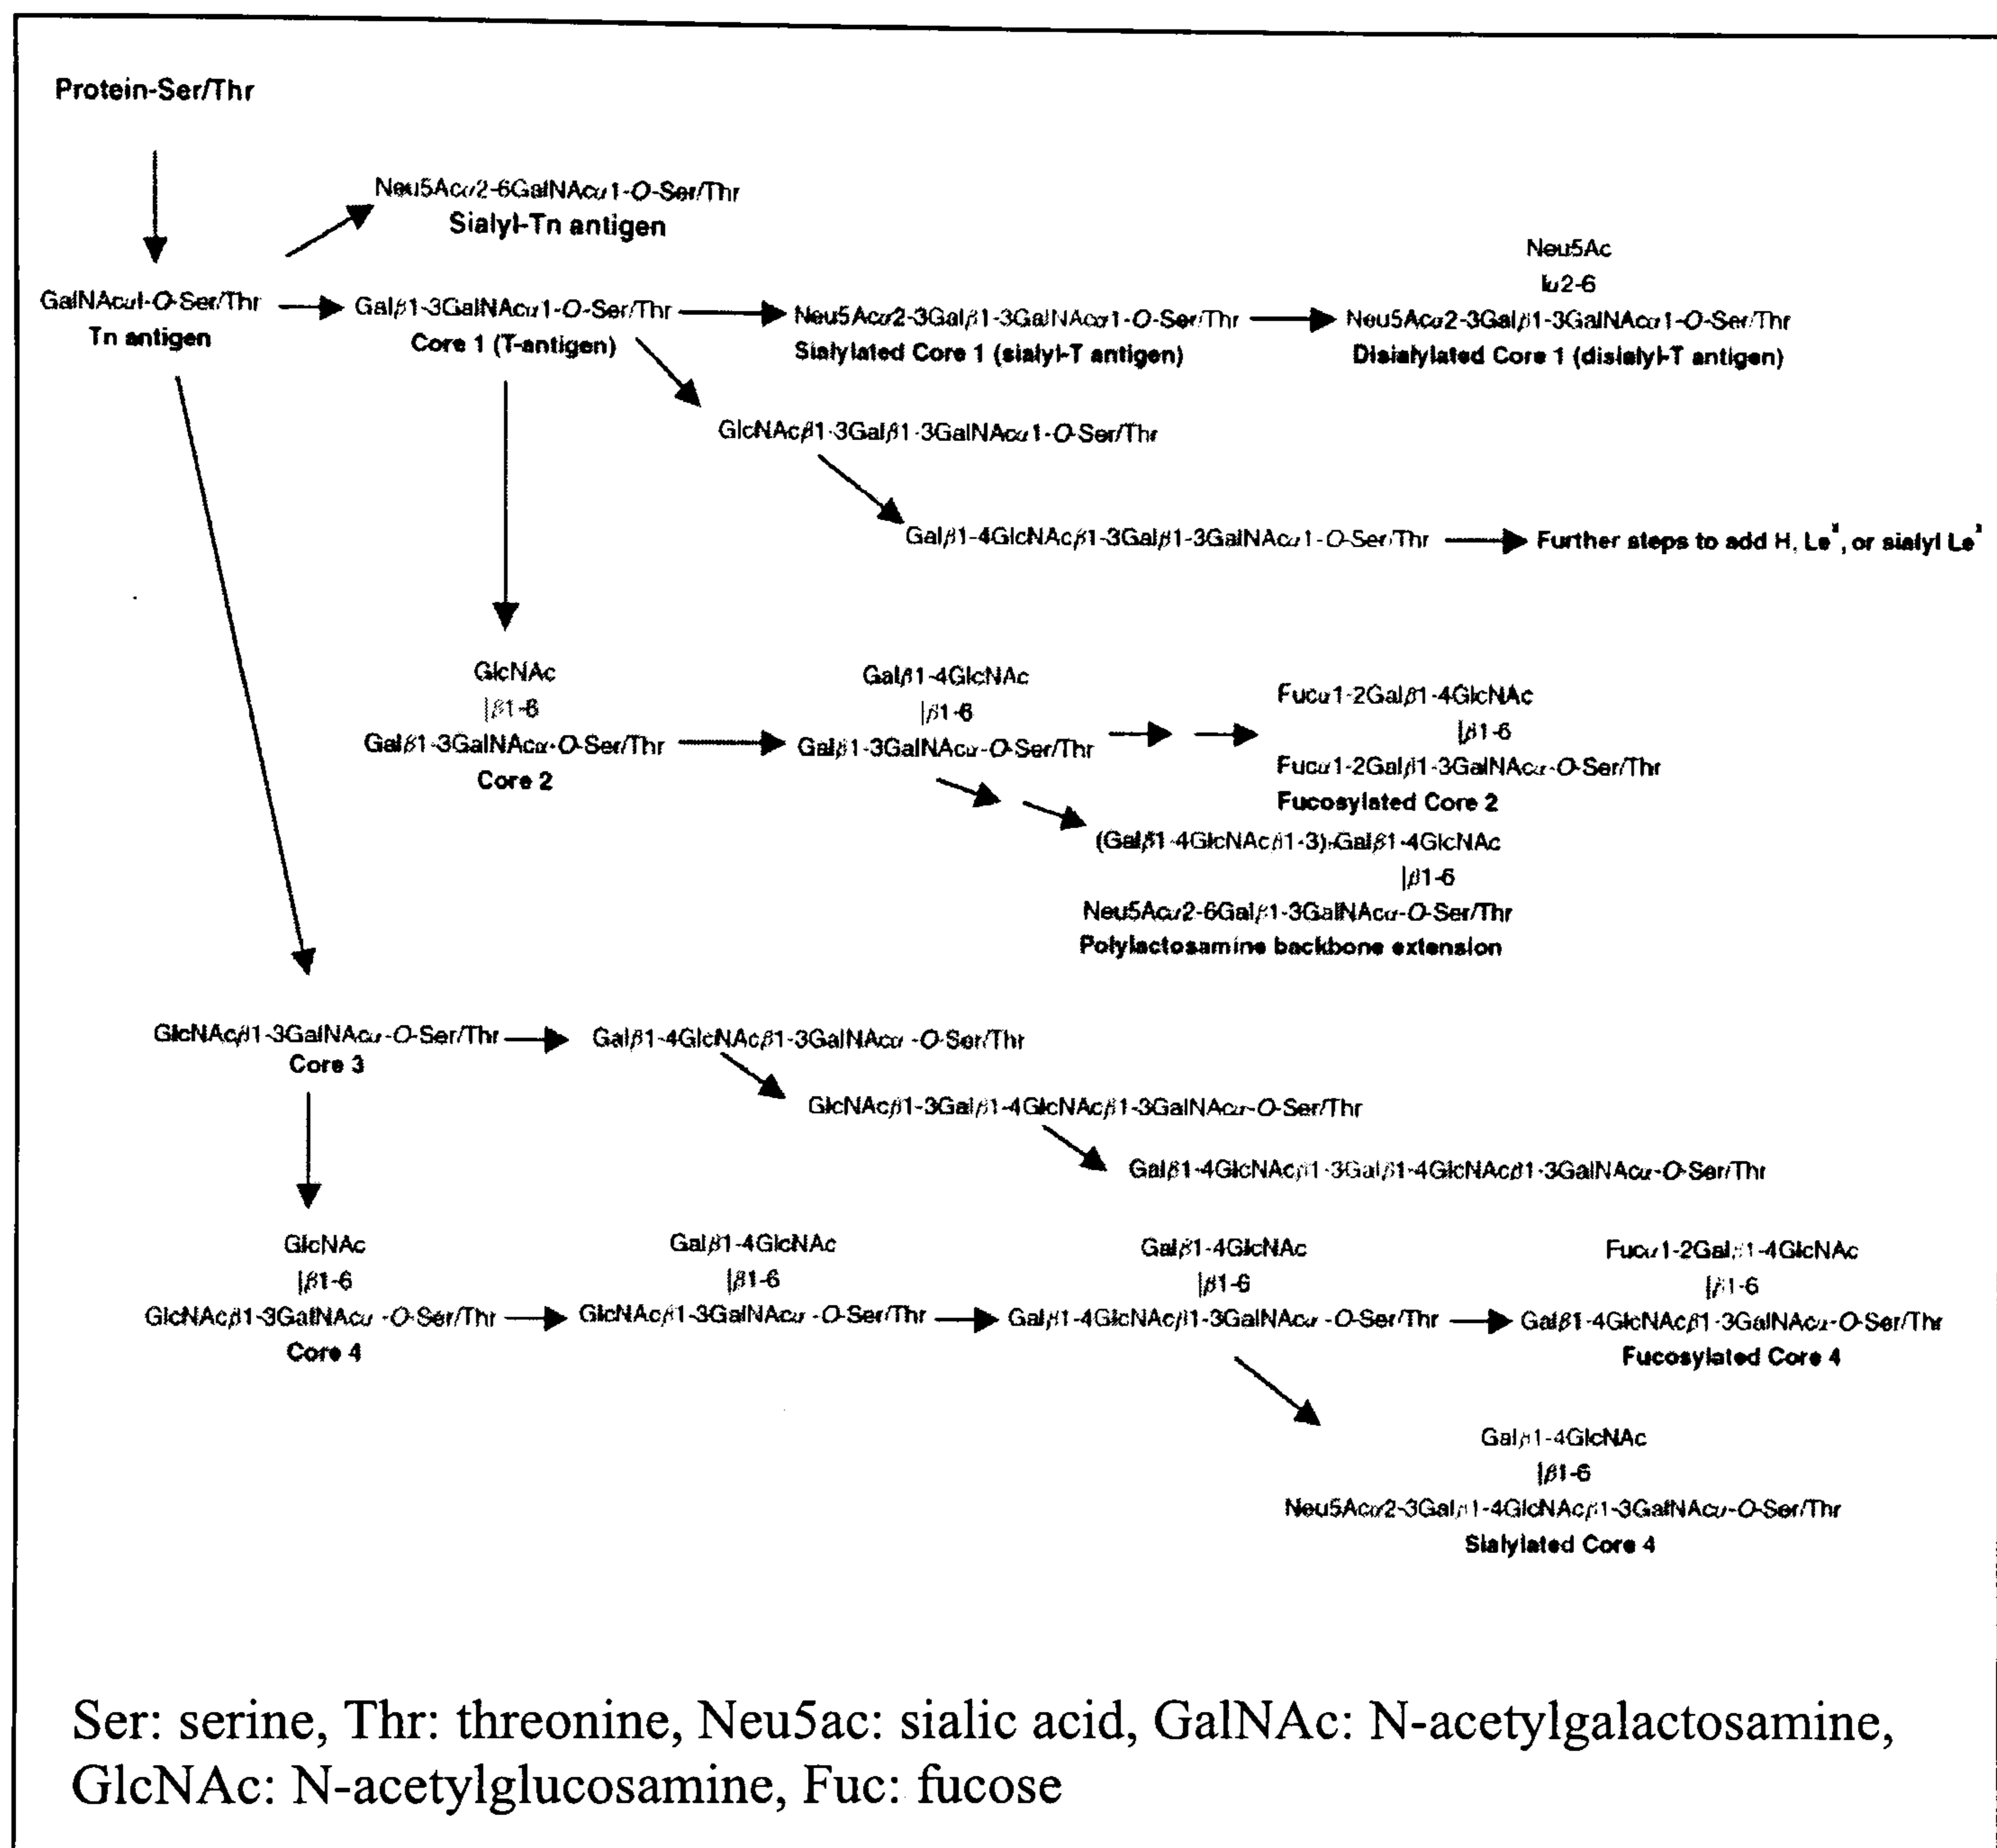 Protein-Ser/Thr
Neu5Acα2-6GalNAcα1-O-Ser/Thr
Sialyl-Tn antigen
Neu5Ac
lα2-6
GalNAcαl-O-Ser/Thr
Tn antigen
Galβ1-3GalNAcα1-O-Ser/Thr
Core 1 (T-antigen)
Neu5Acα2-3Galβ1-3GalNAcα1-O-Ser/Thr
Sialylated Core 1 (sialyl-T antigen)
Neu5Acα2-3Galβ1-3GalNAcα1-O-Ser/Thr
Disialylated Core 1 (disialyl-T antigen)
GlcNAcβ1-3Galβ1-3GalNAcα1-O-Ser/Thr
Galβ1-4GlcNAcβ1-3Galβ1-3GalNAcα1-O-Ser/Thr
Further steps to add H, Le, or sialyl Le
GlcNAc
|β1-6
Galβ1-3GalNAcα-O-Ser/Thr
Core 2
Galβ1-4GlcNAc
|β1-6
Galβ1-3GalNAcα-O-Ser/Thr
Fucα1-2Galβ1-4GlcNAc
|β1-6
Fucα1-2Galβ1-3GalNAcα-O-Ser/Thr
Fucosylated Core 2
(Galβ1-4GlcNAcβ1-3)Galβ1-4GlcNAc
|β1-6
Neu5Acα2-6Galβ1-3GalNAcα-O-Ser/Thr
Polylactosamine backbone extension
GlcNAcβ1-3GalNAcα-O-Ser/Thr
Core 3
Galβ1-4GlcNAcβ1-3GalNAcα-O-Ser/Thr
GlcNAcβ1-3Galβ1-4GlcNAcβ1-3GalNAcα-O-Ser/Thr
Galβ1-4GlcNAcβ1-3Galβ1-4GlcNAcβ1-3GalNAcα-O-Ser/Thr
GlcNAc
|β1-6
GlcNAcβ1-3GalNAcα-O-Ser/Thr
Core 4
Galβ1-4GlcNAc
|β1-6
GlcNAcβ1-3GalNAcα-O-Ser/Thr
Galβ1-4GlcNAc
|β1-6
Galβ1-4GlcNAcβ1-3GalNAcα-O-Ser/Thr
Fucα1-2Galβ1-4GlcNAc
|β1-6
Galβ1-4GlcNAcβ1-3GalNAcα-O-Ser/Thr
Fucosylated Core 4
Galβ1-4GlcNAc
|β1-6
Neu5Acα2-3Galβ1-4GlcNAcβ1-3GalNAcα-O-Ser/Thr
Sialylated Core 4
Ser: serine, Thr: threonine, Neu5ac: sialic acid, GalNAc: N-acetylgalactosamine,
GlcNAc: N-acetylglucosamine, Fuc: fucose